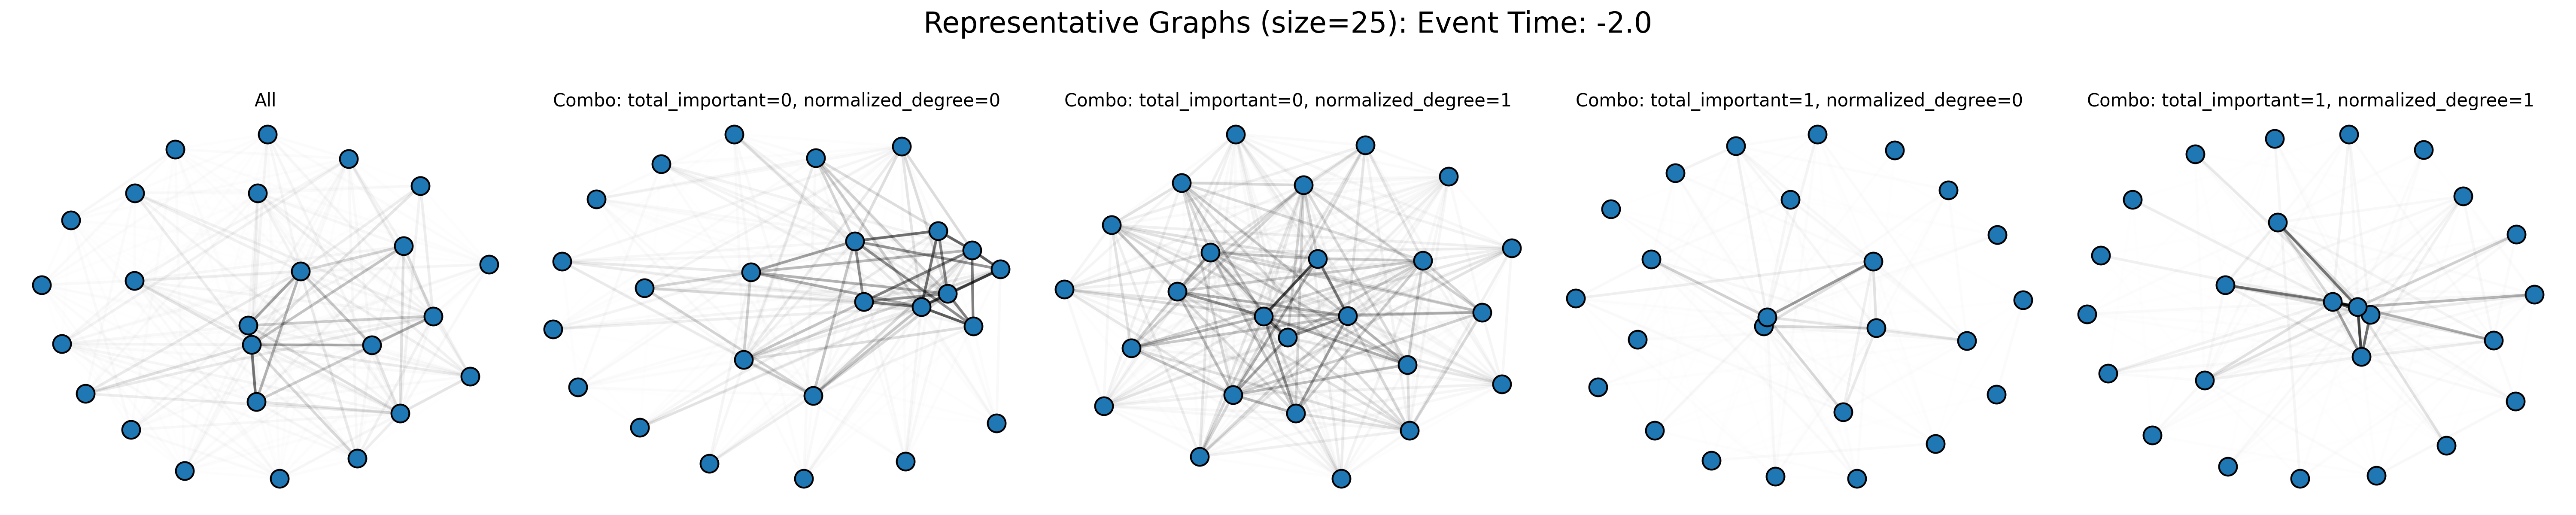 Representative Graphs (size=25): Event Time: -2.0
All
Combo: total_important=0, normalized_degree=0
Combo: total_important=0, normalized_degree=1
Combo: total_important=1, normalized_degree=0
Combo: total_important=1, normalized_degree=1